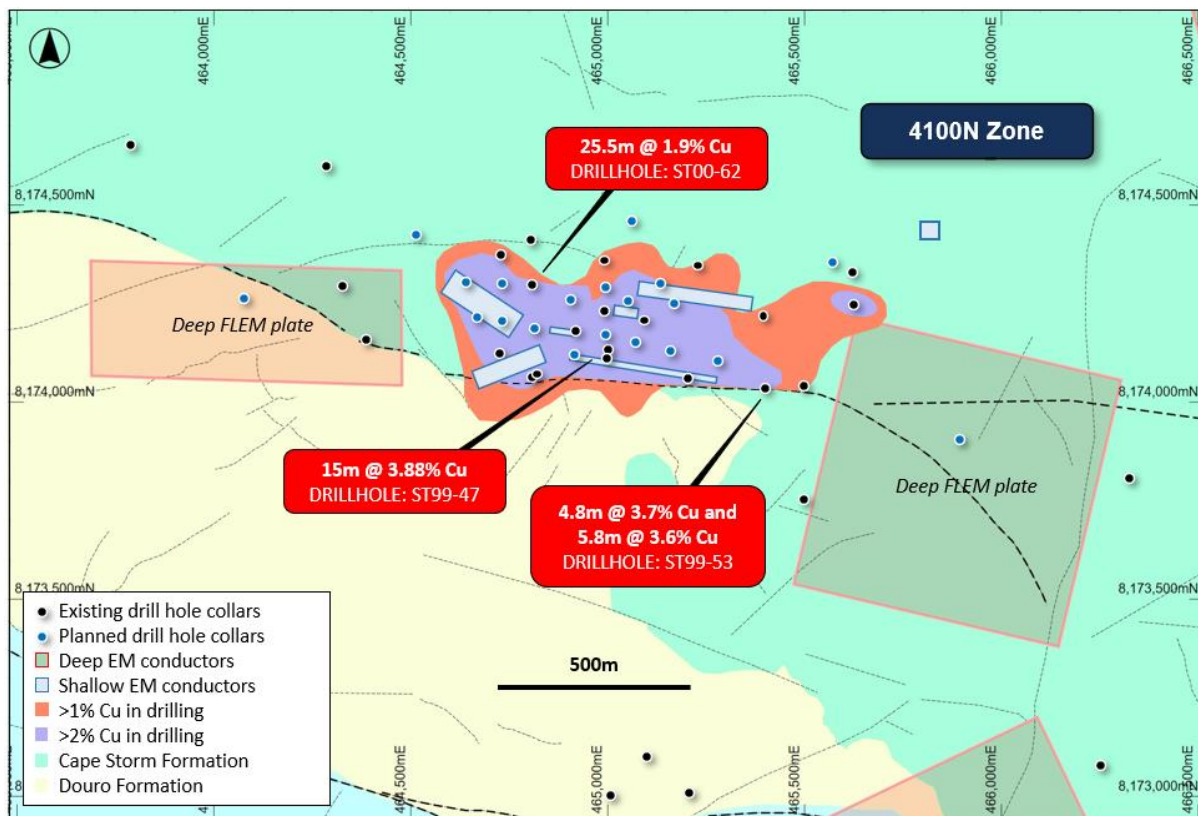 464,000mE
464,500mE
465,000mE
465,500mE
466,000mE
466,500mE
4100N Zone
25.5m @ 1.9% Cu
DRILLHOLE: ST00-62
8,174,500mN
8,174,500mN
Deep FLEM plate
8,174,000mN
8,174,000mN
15m @ 3.88% Cu
DRILLHOLE: ST99-47
4.8m @ 3.7% Cu and
5.8m @ 3.6% Cu
DRILLHOLE: ST99-53
Deep FLEM plate
8,173,500mN
8,173,500mN
500m
Existing drill hole collars
Planned drill hole collars
Deep EM conductors
Shallow EM conductors
>1% Cu in drilling
>2% Cu in drilling
Cape Storm Formation
Douro Formation
464,500mE
465,000mE
465,500mE
466,000mE
8,173,000mN